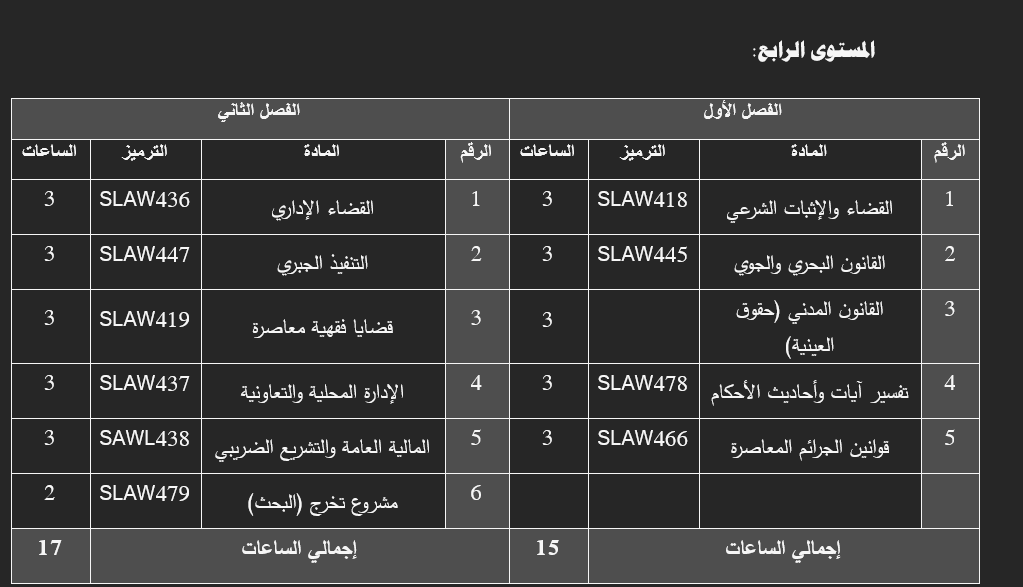 المستوى الرابع:
الفصل الأول الفصل الثاني
الرقم المادة الترميز الساعات الرقم المادة الترميز الساعات
1 القضاء والإثبات الشرعي SLAW418 3 1 القضاء الإداري SLAW436 3
2 القانون البحري والجوي SLAW445 3 2 التنفيذ الجبري SLAW447 3
3 القانون المدني (حقوق
العينية) 3 3 قضايا فقهية معاصرة SLAW419 3
4 تفسير آيات وأحاديث الأحكام SLAW478 3 4 الإدارة المحلية والتعاونية SLAW437 3
5 قوانين الجرائم المعاصرة SLAW466 3 5 المالية العامة والتشريع الضريبي SAWL438 3
6 مشروع تخرج (البحث) SLAW479 2
إجمالي الساعات 15 إجمالي الساعات 17